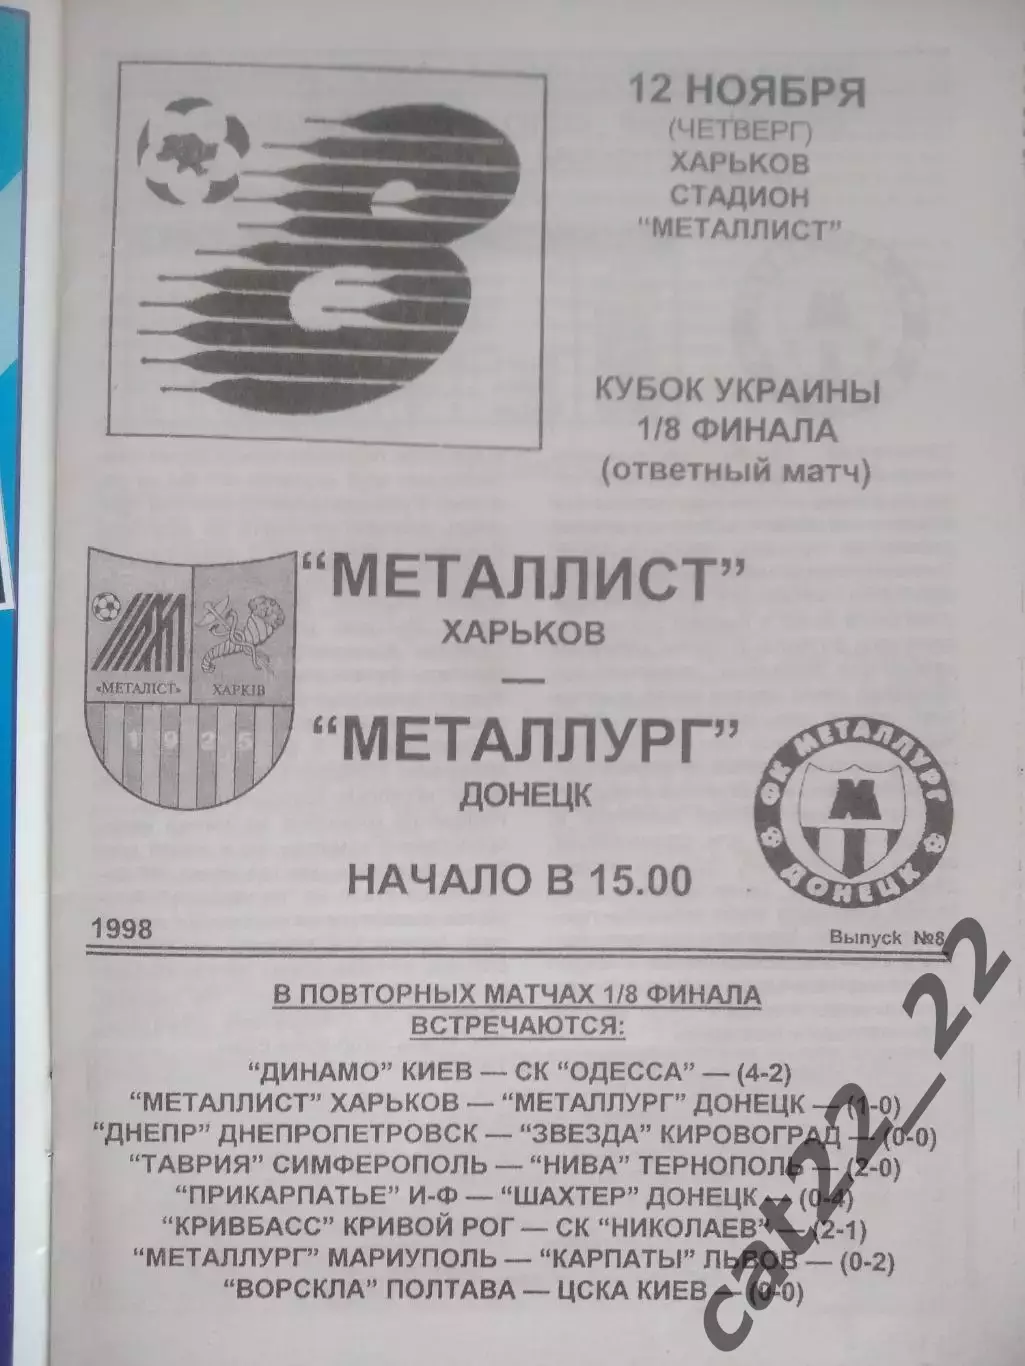 12 НОЯБРЯ
(ЧЕТВЕРГ)
ХАРЬКОВ
СТАДИОН
“МЕТАЛЛИСТ”
КУБОК УКРАИНЫ
1/8 ФИНАЛА
(ответный матч)
“МЕТАЛЛИСТ”
ХАРЬКОВ
—
«МЕТАЛІСТ» ХАРКІВ
1925
“МЕТАЛЛУРГ”
ДОНЕЦК
ФК МЕТАЛЛУРГ
М
ДОНЕЦК
НАЧАЛО В 15.00
1998 Выпуск №8
В ПОВТОРНЫХ МАТЧАХ 1/8 ФИНАЛА
ВСТРЕЧАЮТСЯ:
“ДИНАМО” КИЕВ — СК “ОДЕССА” — (4-2)
“МЕТАЛЛИСТ” ХАРЬКОВ — “МЕТАЛЛУРГ” ДОНЕЦК — (1-0)
“ДНЕПР” ДНЕПРОПЕТРОВСК — “ЗВЕЗДА” КИРОВОГРАД — (0-0)
“ТАВРИЯ” СИМФЕРОПОЛЬ — “НИВА” ТЕРНОПОЛЬ — (2-0)
“ПРИКАРПАТЬЕ” И-Ф — “ШАХТЕР” ДОНЕЦК — (0-4)
“КРИВБАСС” КРИВОЙ РОГ — СК “НИКОЛАЕВ” — (2-1)
“МЕТАЛЛУРГ” МАРИУПОЛЬ — “КАРПАТЫ” ЛЬВОВ — (0-2)
“ВОРСКЛА” ПОЛТАВА — ЦСКА КИЕВ — (0-0)
cat22_22